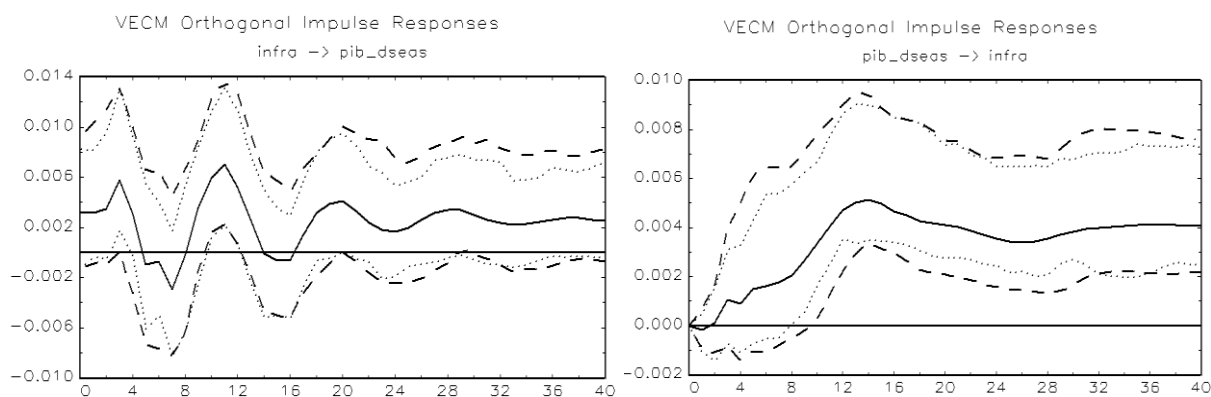 VECM Orthogonal Impulse Responses
infra -> pib_dseas
0.014
0.010
0.006
0.002
-0.002
-0.006
-0.010
0 4 8 12 16 20 24 28 32 36 40
VECM Orthogonal Impulse Responses
pib_dseas -> infra
0.010
0.008
0.006
0.004
0.002
0.000
-0.002
0 4 8 12 16 20 24 28 32 36 40